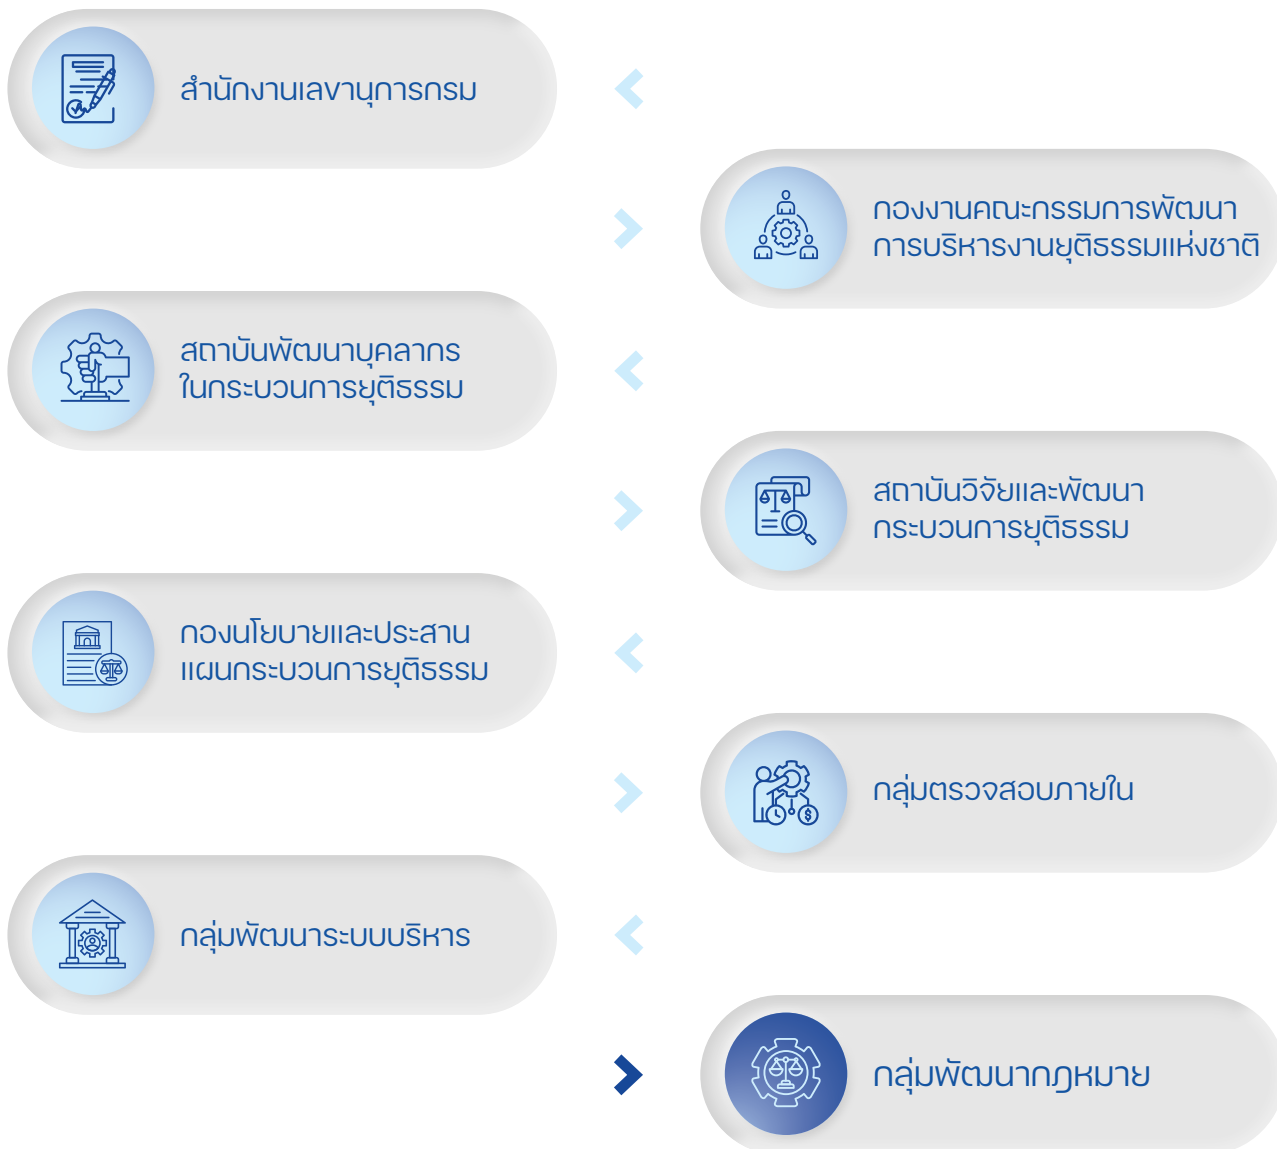 สำนักงานเลขานุการกรม
กองงานคณะกรรมการพัฒนา
การบริหารงานยุติธรรมแห่งชาติ
สถาบันพัฒนาบุคลากร
ในกระบวนการยุติธรรม
สถาบันวิจัยและพัฒนา
กระบวนการยุติธรรม
กองนโยบายและประสาน
แผนกระบวนการยุติธรรม
กลุ่มตรวจสอบภายใน
กลุ่มพัฒนาระบบบริหาร
กลุ่มพัฒนากฎหมาย